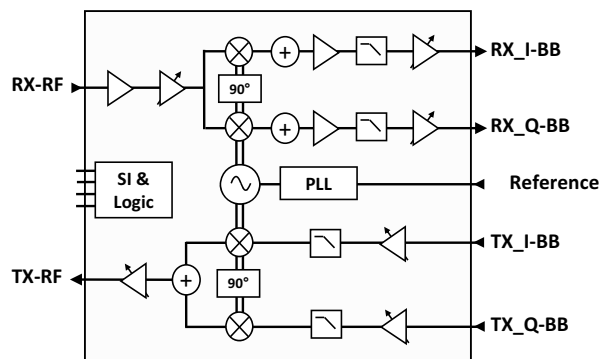 RX_I-BB
RX-RF
90°
RX_Q-BB
SI &
Logic
PLL
Reference
TX_I-BB
TX-RF
90°
TX_Q-BB